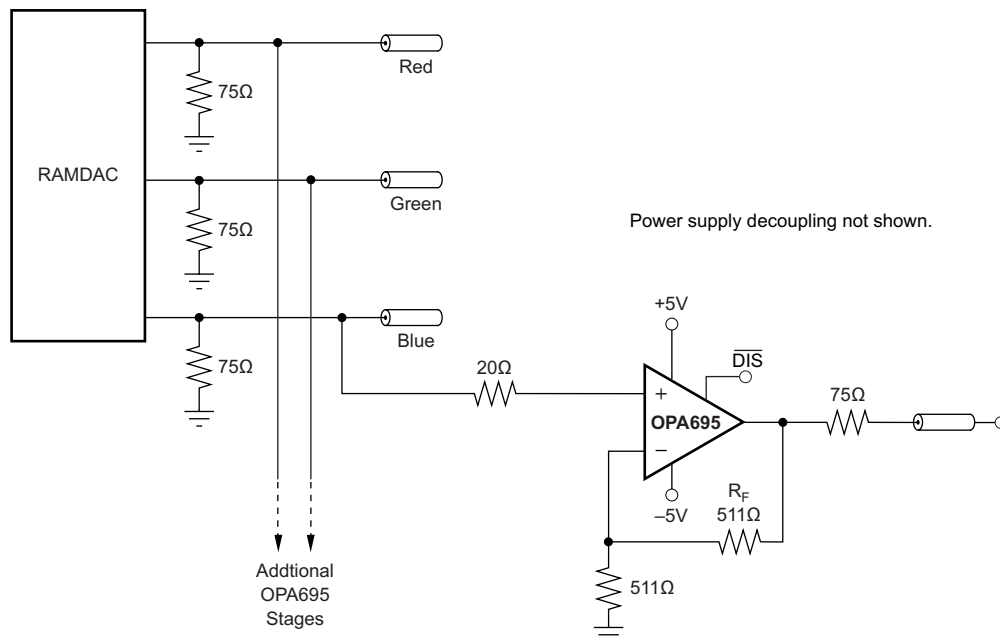 RAMDAC
75Ω
Red
75Ω
Green
75Ω
Blue
Power supply decoupling not shown.
20Ω
+5V
DIS
+
OPA695
−
–5V
75Ω
RF
511Ω
511Ω
Addtional
OPA695
Stages